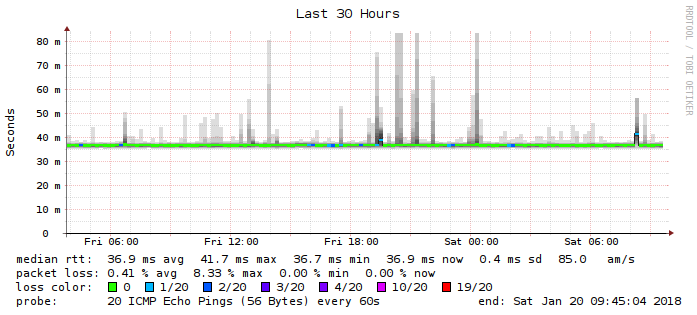 Last 30 Hours
RRDTOOL / TOBI OETIKER
Seconds
80 m
70 m
60 m
50 m
40 m
30 m
20 m
10 m
0
Fri 06:00 Fri 12:00 Fri 18:00 Sat 00:00 Sat 06:00
median rtt: 36.9 ms avg 41.7 ms max 36.7 ms min 36.9 ms now 0.4 ms sd 85.0 am/s
packet loss: 0.41 % avg 8.33 % max 0.00 % min 0.00 % now
loss color: 0 1/20 2/20 3/20 4/20 10/20 19/20
probe: 20 ICMP Echo Pings (56 Bytes) every 60s end: Sat Jan 20 09:45:04 2018